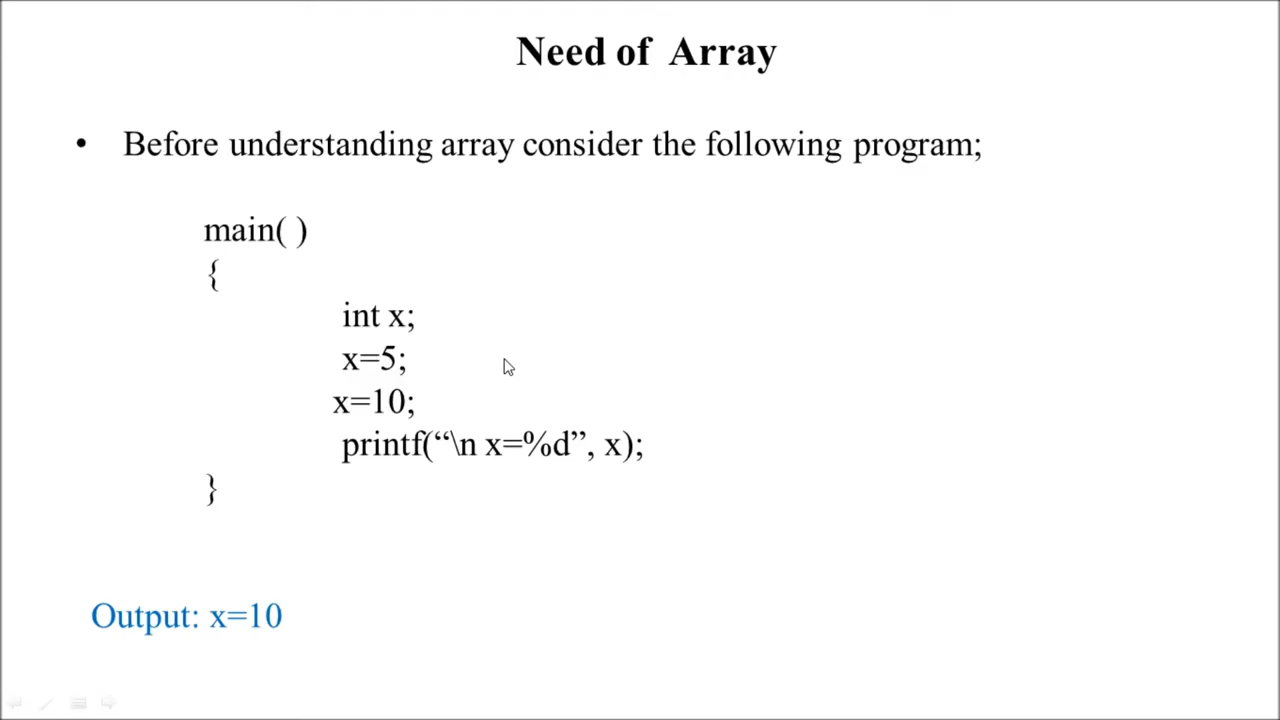 Need of Array
• Before understanding array consider the following program;
main( )
{
int x;
x=5;
x=10;
printf(“\n x=%d”, x);
}
Output: x=10